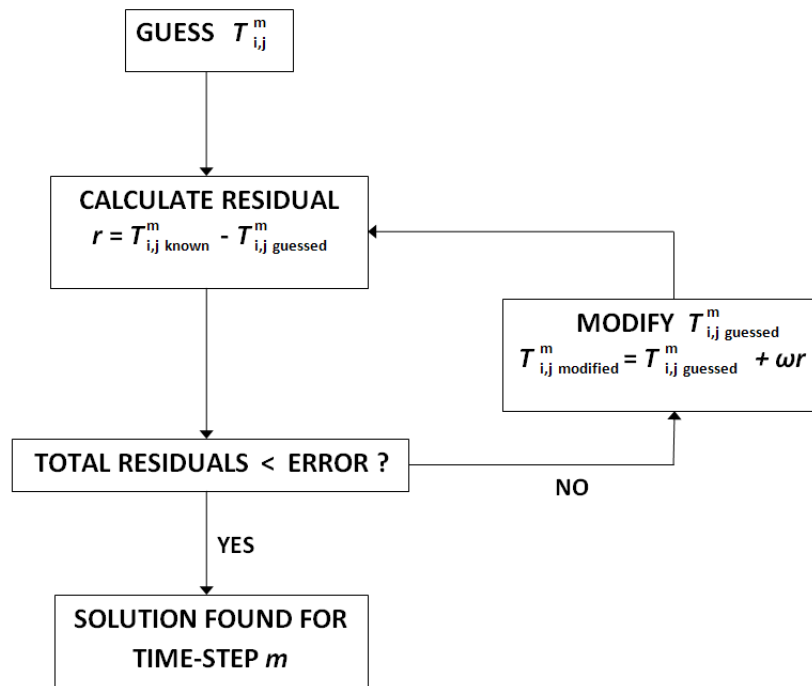 GUESS T^m_i,j
CALCULATE RESIDUAL
r = T^m_i,j known - T^m_i,j guessed
MODIFY T^m_i,j guessed
T^m_i,j modified = T^m_i,j guessed + ωr
TOTAL RESIDUALS < ERROR ?
NO
YES
SOLUTION FOUND FOR
TIME-STEP m